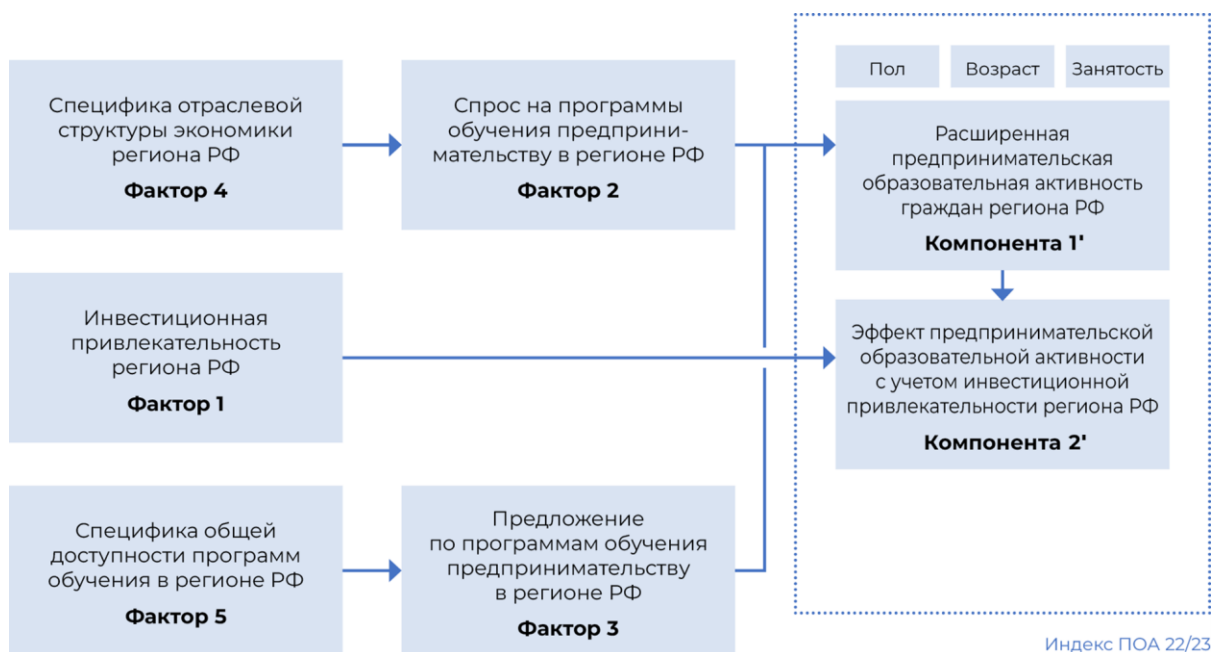 Специфика отраслевой
структуры экономики
региона РФ
Фактор 4
Спрос на программы
обучения предприни-
мательству в регионе РФ
Фактор 2
Пол
Возраст
Занятость
Расширенная
предпринимательская
образовательная активность
граждан региона РФ
Компонента 1'
Инвестиционная
привлекательность
региона РФ
Фактор 1
Эффект предпринимательской
образовательной активности
с учетом инвестиционной
привлекательности региона РФ
Компонента 2'
Специфика общей
доступности программ
обучения в регионе РФ
Фактор 5
Предложение
по программам обучения
предпринимательству
в регионе РФ
Фактор 3
Индекс ПОА 22/23